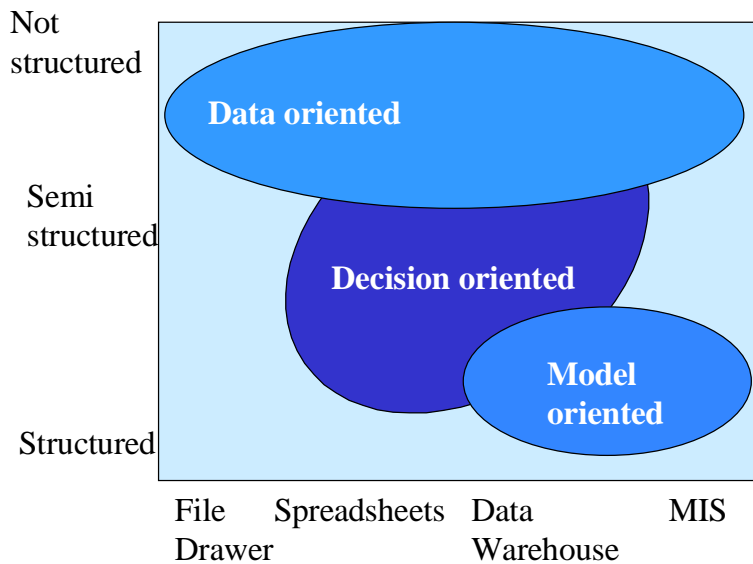 Not
structured
Data oriented
Semi
structured
Decision oriented
Model
oriented
Structured
File Spreadsheets Data MIS
Drawer Warehouse